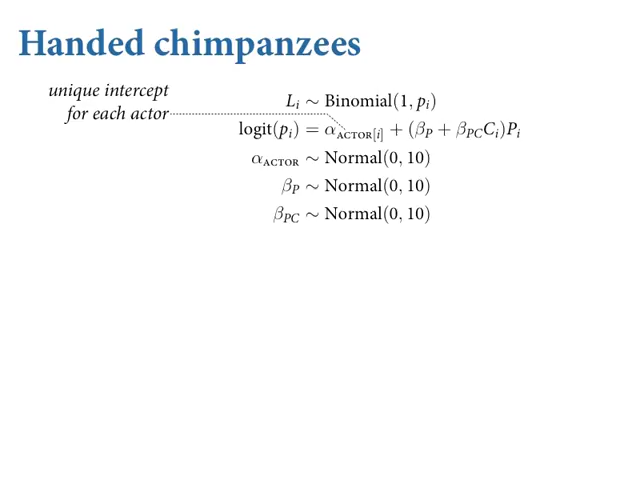 Handed chimpanzees
unique intercept
for each actor
Lᵢ ∼ Binomial(1, pᵢ)
logit(pᵢ) = α_ACTOR[i] + (β_P + β_PC Cᵢ)Pᵢ
α_ACTOR ∼ Normal(0, 10)
β_P ∼ Normal(0, 10)
β_PC ∼ Normal(0, 10)